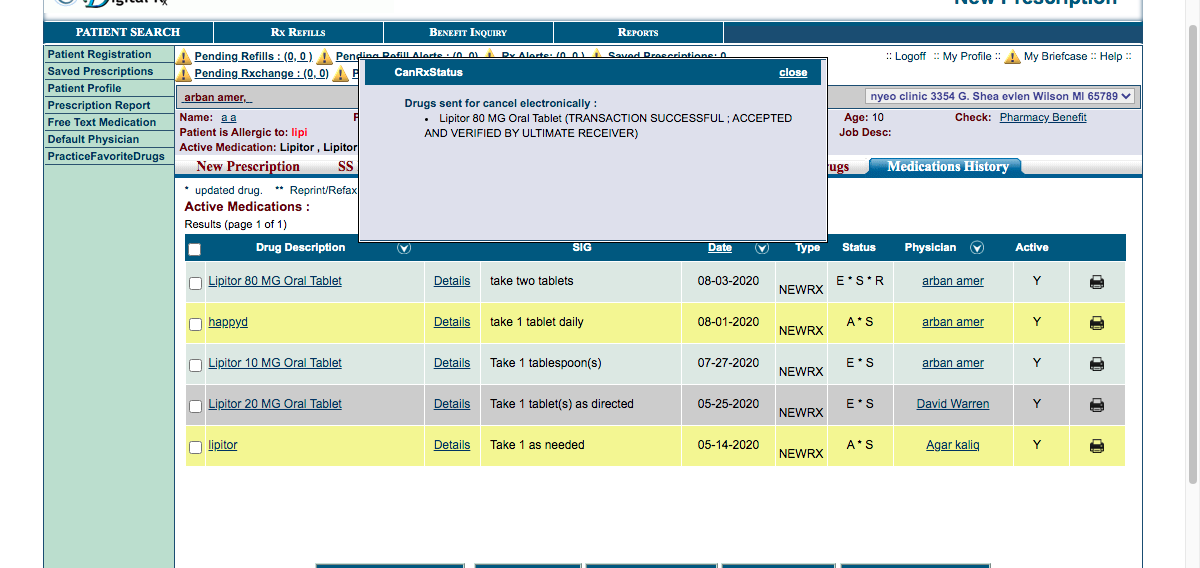 Digital Rx
New Prescription
PATIENT SEARCH RX REFILLS BENEFIT INQUIRY REPORTS
Patient Registration
Saved Prescriptions
Patient Profile
Prescription Report
Free Text Medication
Default Physician
PracticeFavoriteDrugs
Pending Refills : (0, 0 ) Pending Refill Alerts : (0, 0) Rx Alerts: (0, 0 ) Saved Prescriptions: 0
:: Logoff :: My Profile :: My Briefcase :: Help ::
Pending Rxchange : (0, 0) P
arban amer,
nyeo clinic 3354 G. Shea evlen Wilson MI 65789
Name: a a Age: 10 Check: Pharmacy Benefit
Patient is Allergic to: lipi Job Desc:
Active Medication: Lipitor , Lipitor
New Prescription SS ugs Medications History
CanRxStatus close
Drugs sent for cancel electronically :
• Lipitor 80 MG Oral Tablet (TRANSACTION SUCCESSFUL ; ACCEPTED
AND VERIFIED BY ULTIMATE RECEIVER)
* updated drug. ** Reprint/Refax
Active Medications :
Results (page 1 of 1)
Drug Description SIG Date Type Status Physician Active
Lipitor 80 MG Oral Tablet Details take two tablets 08-03-2020 NEWRX E * S * R arban amer Y
happyd Details take 1 tablet daily 08-01-2020 NEWRX A * S arban amer Y
Lipitor 10 MG Oral Tablet Details Take 1 tablespoon(s) 07-27-2020 NEWRX E * S arban amer Y
Lipitor 20 MG Oral Tablet Details Take 1 tablet(s) as directed 05-25-2020 NEWRX E * S David Warren Y
lipitor Details Take 1 as needed 05-14-2020 NEWRX A * S Agar kaliq Y